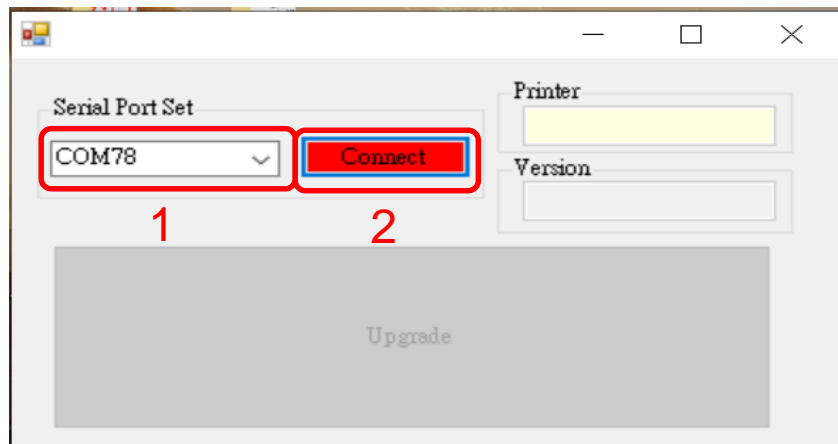 Serial Port Set
COM78
Connect
Printer
Version
1
2
Upgrade